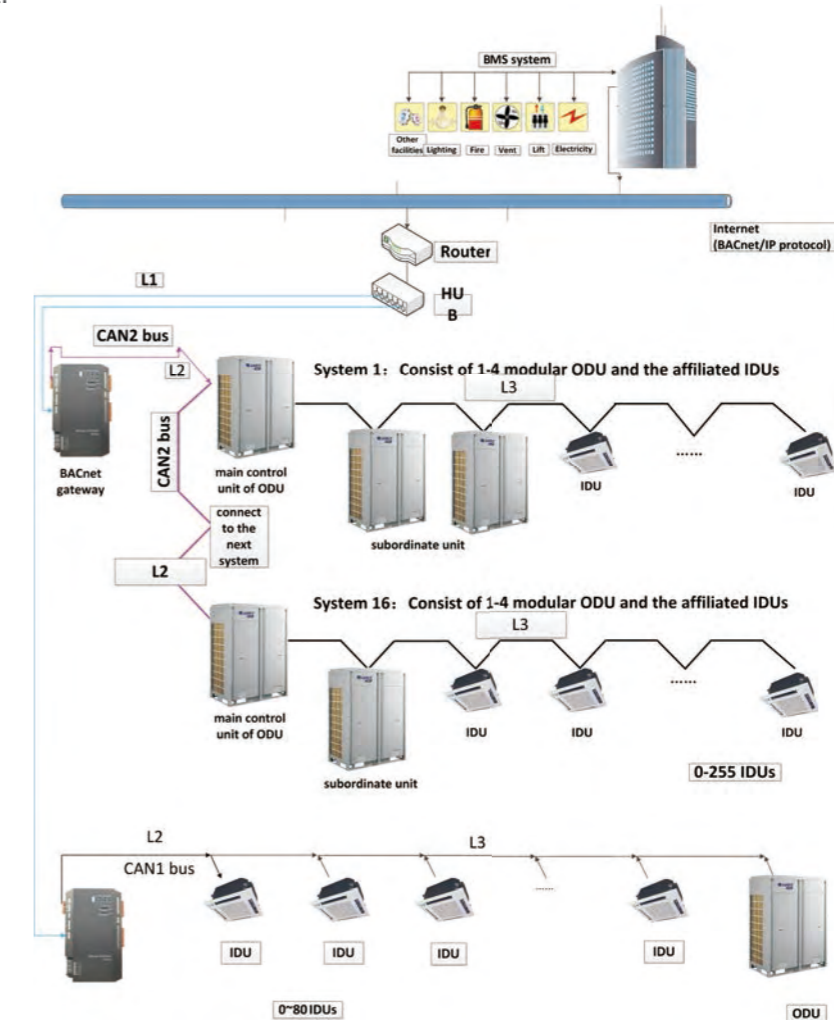 BMS system
Other
facilities
Lighting
Fire
Vent
Lift
Electricity
Internet
(BACnet/IP protocol)
Router
L1
HU
B
CAN2 bus
L2
System 1: Consist of 1-4 modular ODU and the affiliated IDUs
L3
CAN2 bus
BACnet
gateway
main control
unit of ODU
IDU
......
IDU
connect
to the
next
system
subordinate unit
L2
System 16: Consist of 1-4 modular ODU and the affiliated IDUs
L3
main control
unit of ODU
IDU
IDU
......
IDU
subordinate unit
0-255 IDUs
L2
L3
CAN1 bus
......
IDU
IDU
IDU
IDU
0~80IDUs
ODU